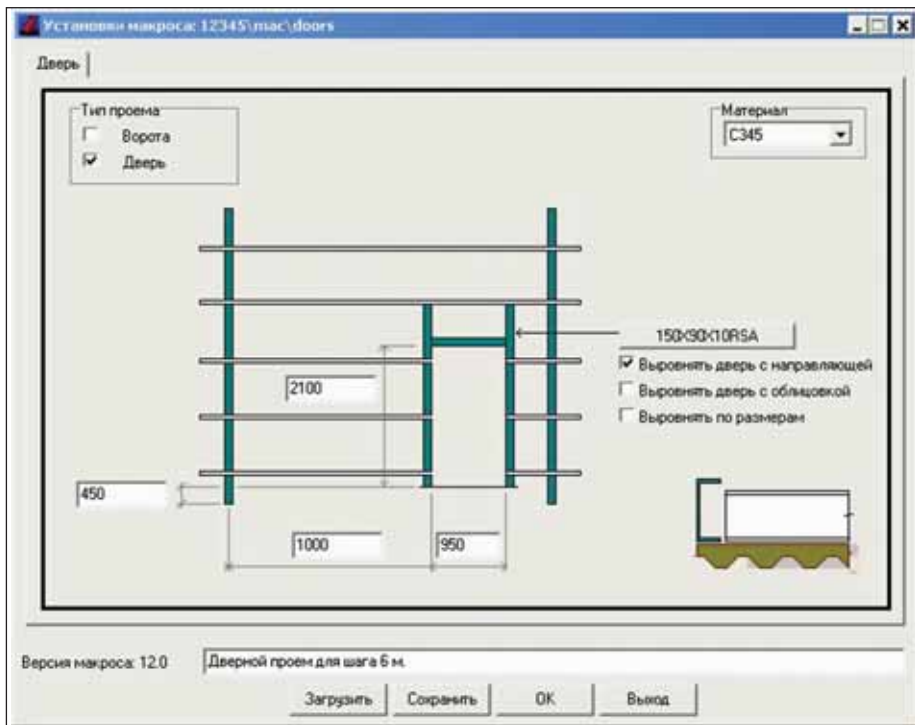 Установки макроса: 12345\mac\doors
Дверь
Тип проема
Ворота
Дверь
Материал
C345
150X90X10RSA
Выровнять дверь с направляющей
Выровнять дверь с облицовкой
Выровнять по размерам
2100
450
1000
950
Версия макроса: 12.0
Дверной проем для шага 6 м.
Загрузить
Сохранить
OK
Выход